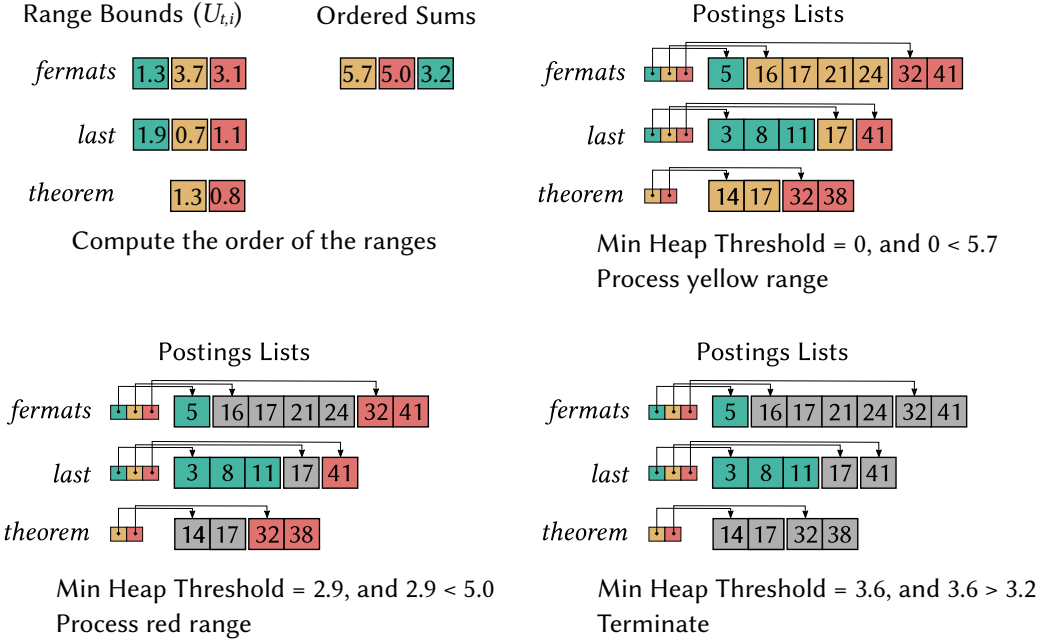 Range Bounds (Ut,i)
Ordered Sums
fermats 1.3 3.7 3.1
5.7 5.0 3.2
last 1.9 0.7 1.1
theorem 1.3 0.8
Compute the order of the ranges
Postings Lists
fermats 5 16 17 21 24 32 41
last 3 8 11 17 41
theorem 14 17 32 38
Min Heap Threshold = 0, and 0 < 5.7
Process yellow range
Postings Lists
fermats 5 16 17 21 24 32 41
last 3 8 11 17 41
theorem 14 17 32 38
Min Heap Threshold = 2.9, and 2.9 < 5.0
Process red range
Postings Lists
fermats 5 16 17 21 24 32 41
last 3 8 11 17 41
theorem 14 17 32 38
Min Heap Threshold = 3.6, and 3.6 > 3.2
Terminate